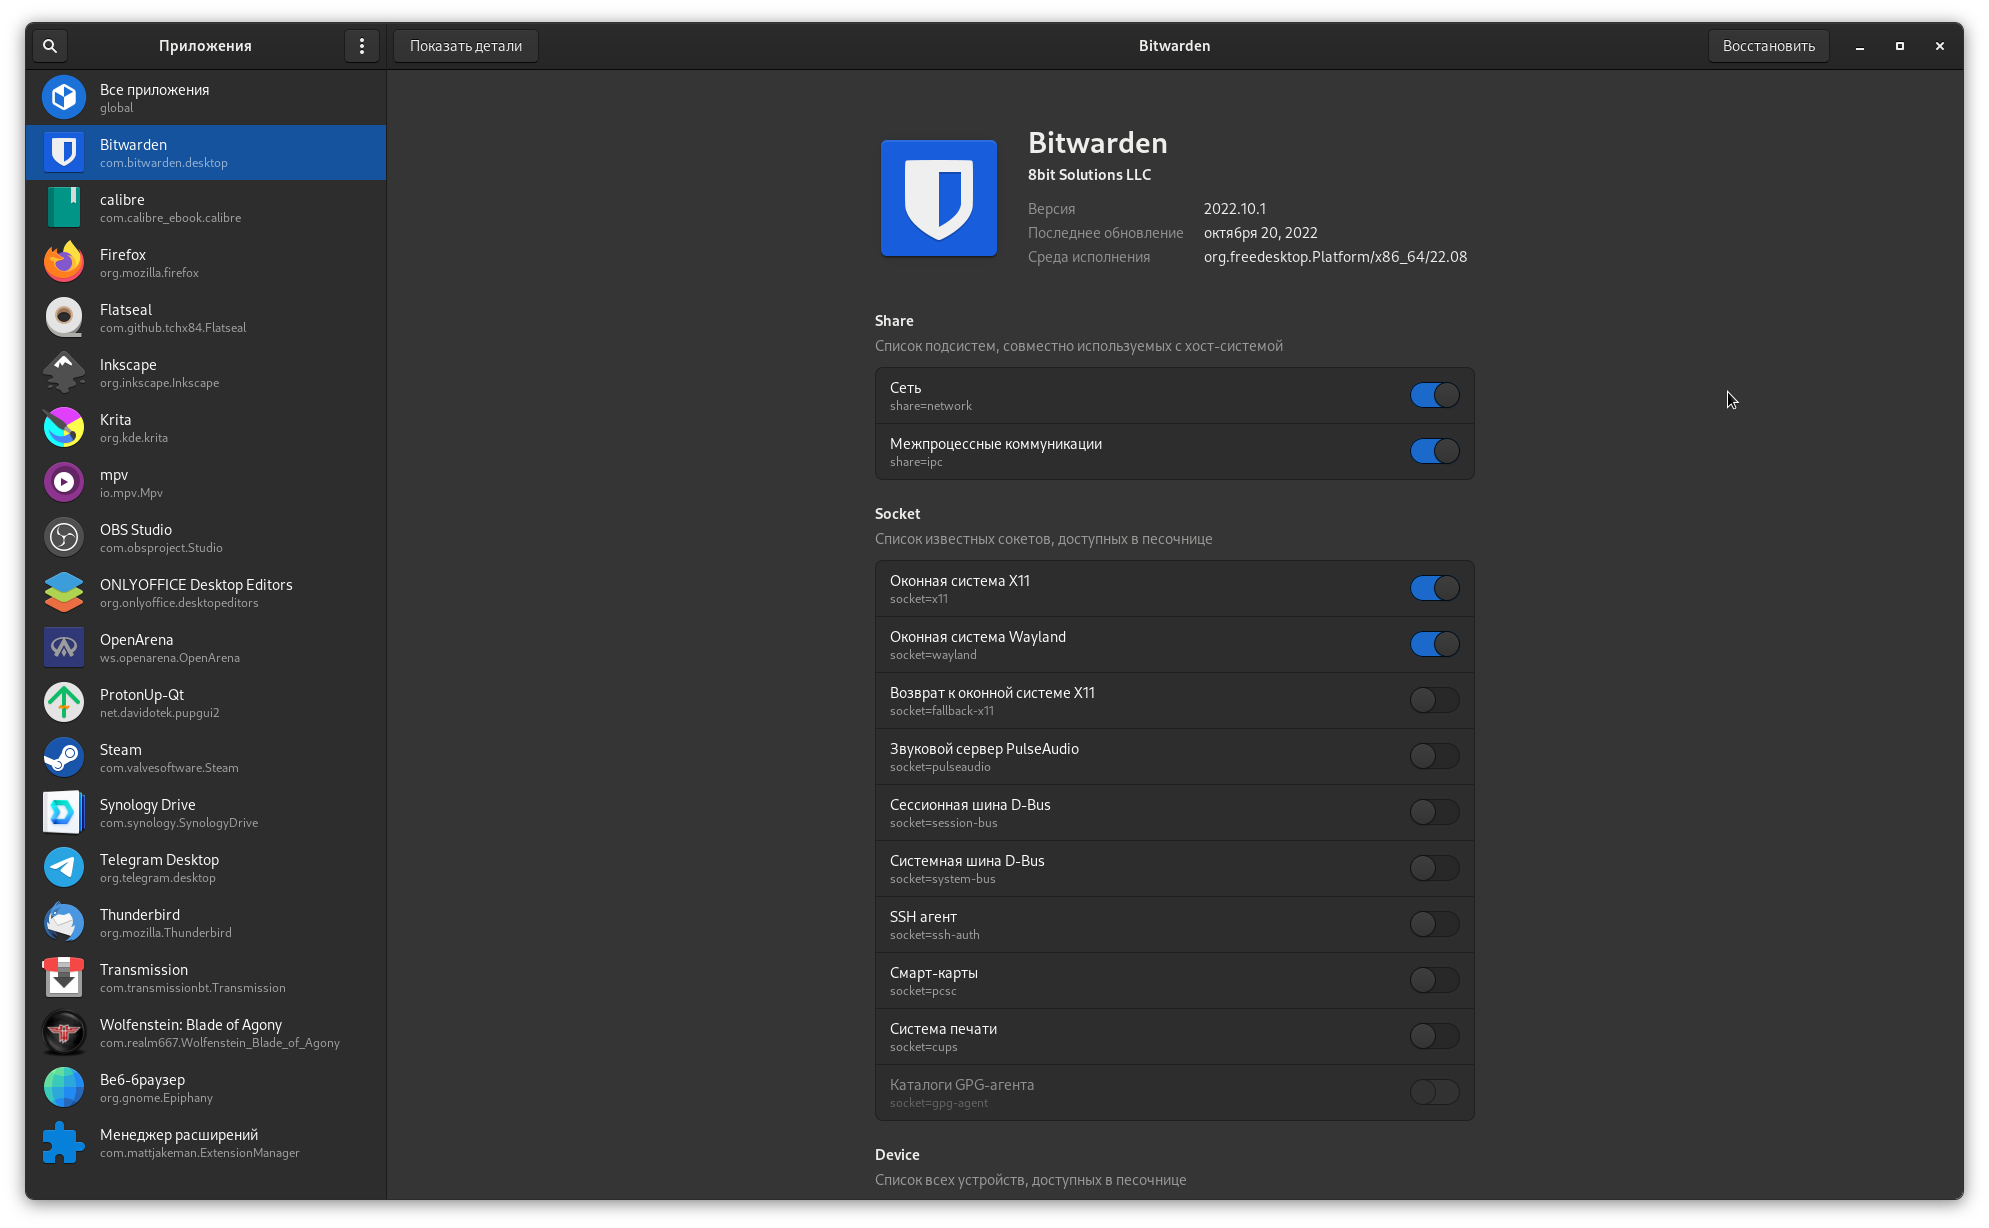 Приложения
Показать детали
Bitwarden
Восстановить
Все приложения
global
Bitwarden
com.bitwarden.desktop
calibre
com.calibre_ebook.calibre
Firefox
org.mozilla.firefox
Flatseal
com.github.tchx84.Flatseal
Inkscape
org.inkscape.Inkscape
Krita
org.kde.krita
mpv
io.mpv.Mpv
OBS Studio
com.obsproject.Studio
ONLYOFFICE Desktop Editors
org.onlyoffice.desktopeditors
OpenArena
ws.openarena.OpenArena
ProtonUp-Qt
net.davidotek.pupgui2
Steam
com.valvesoftware.Steam
Synology Drive
com.synology.SynologyDrive
Telegram Desktop
org.telegram.desktop
Thunderbird
org.mozilla.Thunderbird
Transmission
com.transmissionbt.Transmission
Wolfenstein: Blade of Agony
com.realm667.Wolfenstein_Blade_of_Agony
Веб-браузер
org.gnome.Epiphany
Менеджер расширений
com.mattjakeman.ExtensionManager
Bitwarden
8bit Solutions LLC
Версия 2022.10.1
Последнее обновление октября 20, 2022
Среда исполнения org.freedesktop.Platform/x86_64/22.08
Share
Список подсистем, совместно используемых с хост-системой
Сеть
share=network
Межпроцессные коммуникации
share=ipc
Socket
Список известных сокетов, доступных в песочнице
Оконная система X11
socket=x11
Оконная система Wayland
socket=wayland
Возврат к оконной системе X11
socket=fallback-x11
Звуковой сервер PulseAudio
socket=pulseaudio
Сессионная шина D-Bus
socket=session-bus
Системная шина D-Bus
socket=system-bus
SSH агент
socket=ssh-auth
Смарт-карты
socket=pcsc
Система печати
socket=cups
Каталоги GPG-агента
socket=gpg-agent
Device
Список всех устройств, доступных в песочнице